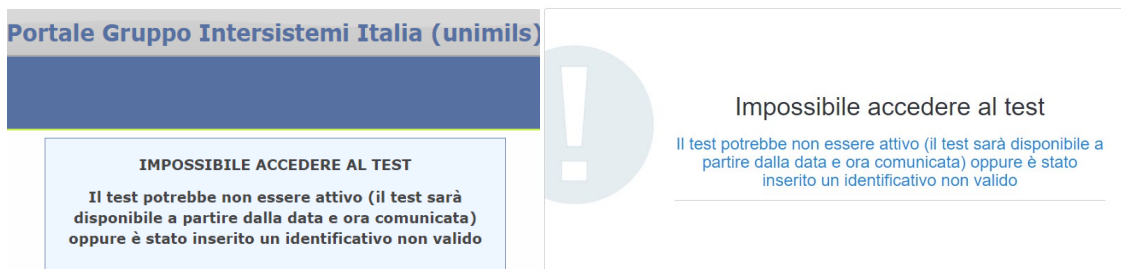 Portale Gruppo Intersistemi Italia (unimils)
IMPOSSIBILE ACCEDERE AL TEST
Il test potrebbe non essere attivo (il test sarà
disponibile a partire dalla data e ora comunicata)
oppure è stato inserito un identificativo non valido
!
Impossibile accedere al test
Il test potrebbe non essere attivo (il test sarà disponibile a
partire dalla data e ora comunicata) oppure è stato
inserito un identificativo non valido